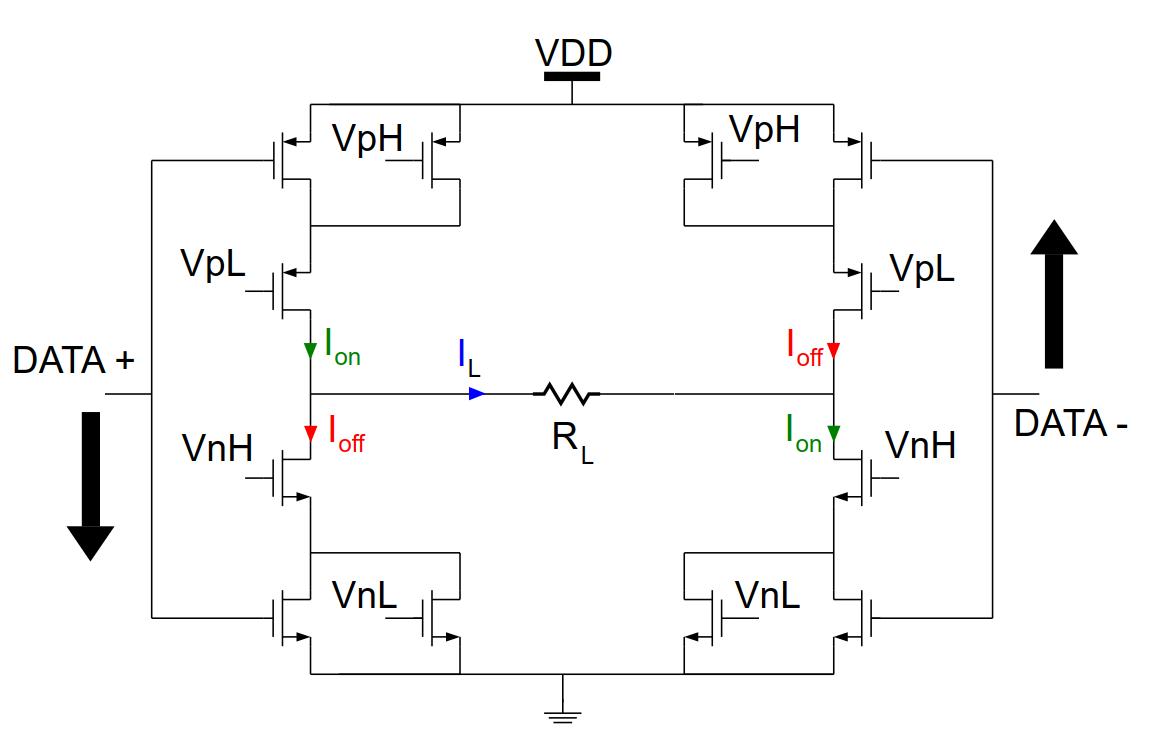 VDD
VpH
VpH
VpL
VpL
Ion
IL
Ioff
DATA +
Ioff
RL
Ion
DATA -
VnH
VnH
VnL
VnL